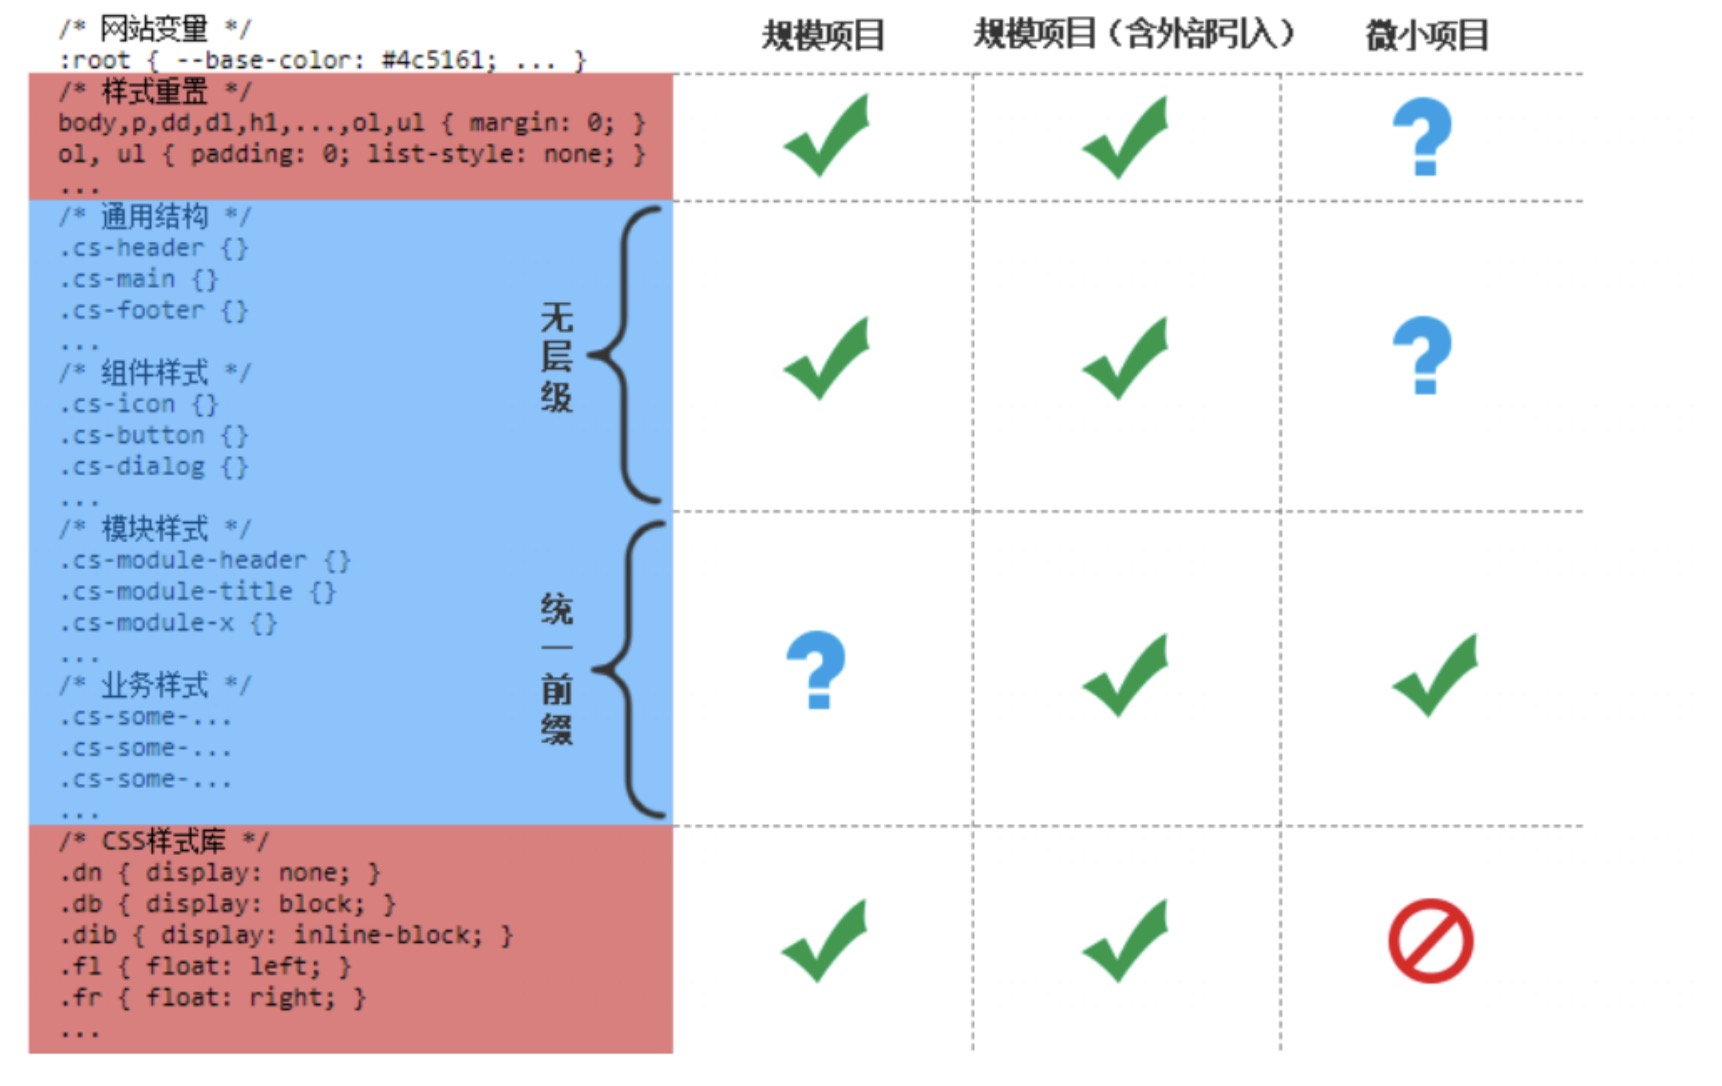 /* 网站变量 */
:root { --base-color: #4c5161; ... }
规模项目
规模项目（含外部引入）
微小项目
/* 样式重置 */
body,p,dd,dl,h1,...,ol,ul { margin: 0; }
ol, ul { padding: 0; list-style: none; }
...
/* 通用结构 */
.cs-header {}
.cs-main {}
.cs-footer {}
...
/* 组件样式 */
.cs-icon {}
.cs-button {}
.cs-dialog {}
...
无层级
/* 模块样式 */
.cs-module-header {}
.cs-module-title {}
.cs-module-x {}
...
/* 业务样式 */
.cs-some-...
.cs-some-...
.cs-some-...
...
统一前缀
/* CSS样式库 */
.dn { display: none; }
.db { display: block; }
.dib { display: inline-block; }
.fl { float: left; }
.fr { float: right; }
...